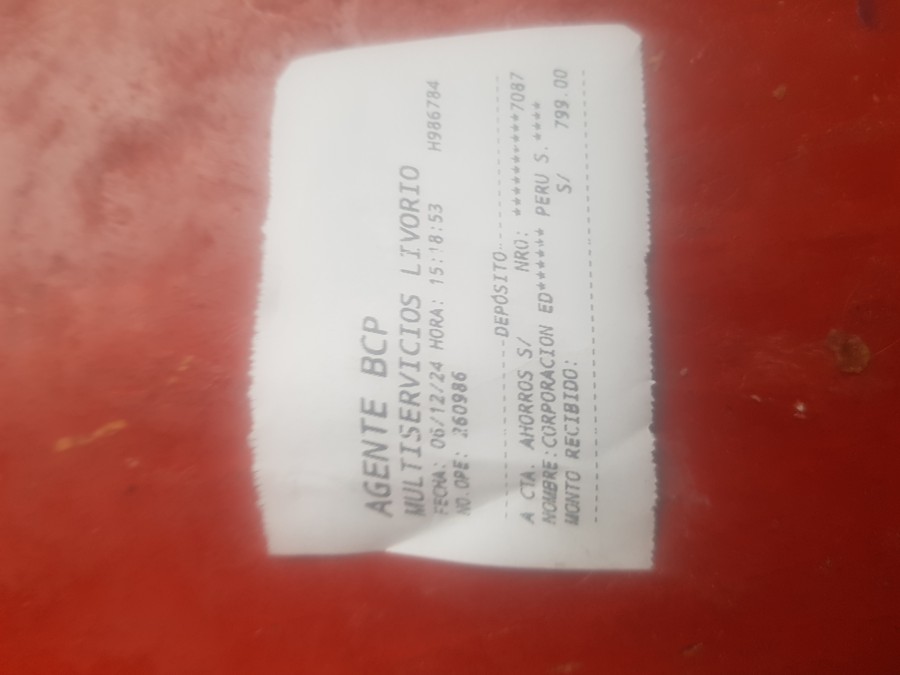 AGENTE BCP
MULTISERVICIOS LIVORIO
FECHA: 06/12/24 HORA: 15:18:53 H986784
NO.OPE: 260986
----------DEPÓSITO----------
A CTA. AHORROS S/ NRO: **********7087
NOMBRE:CORPORACION ED****** PERU S. ****
MONTO RECIBIDO: S/ 799.00